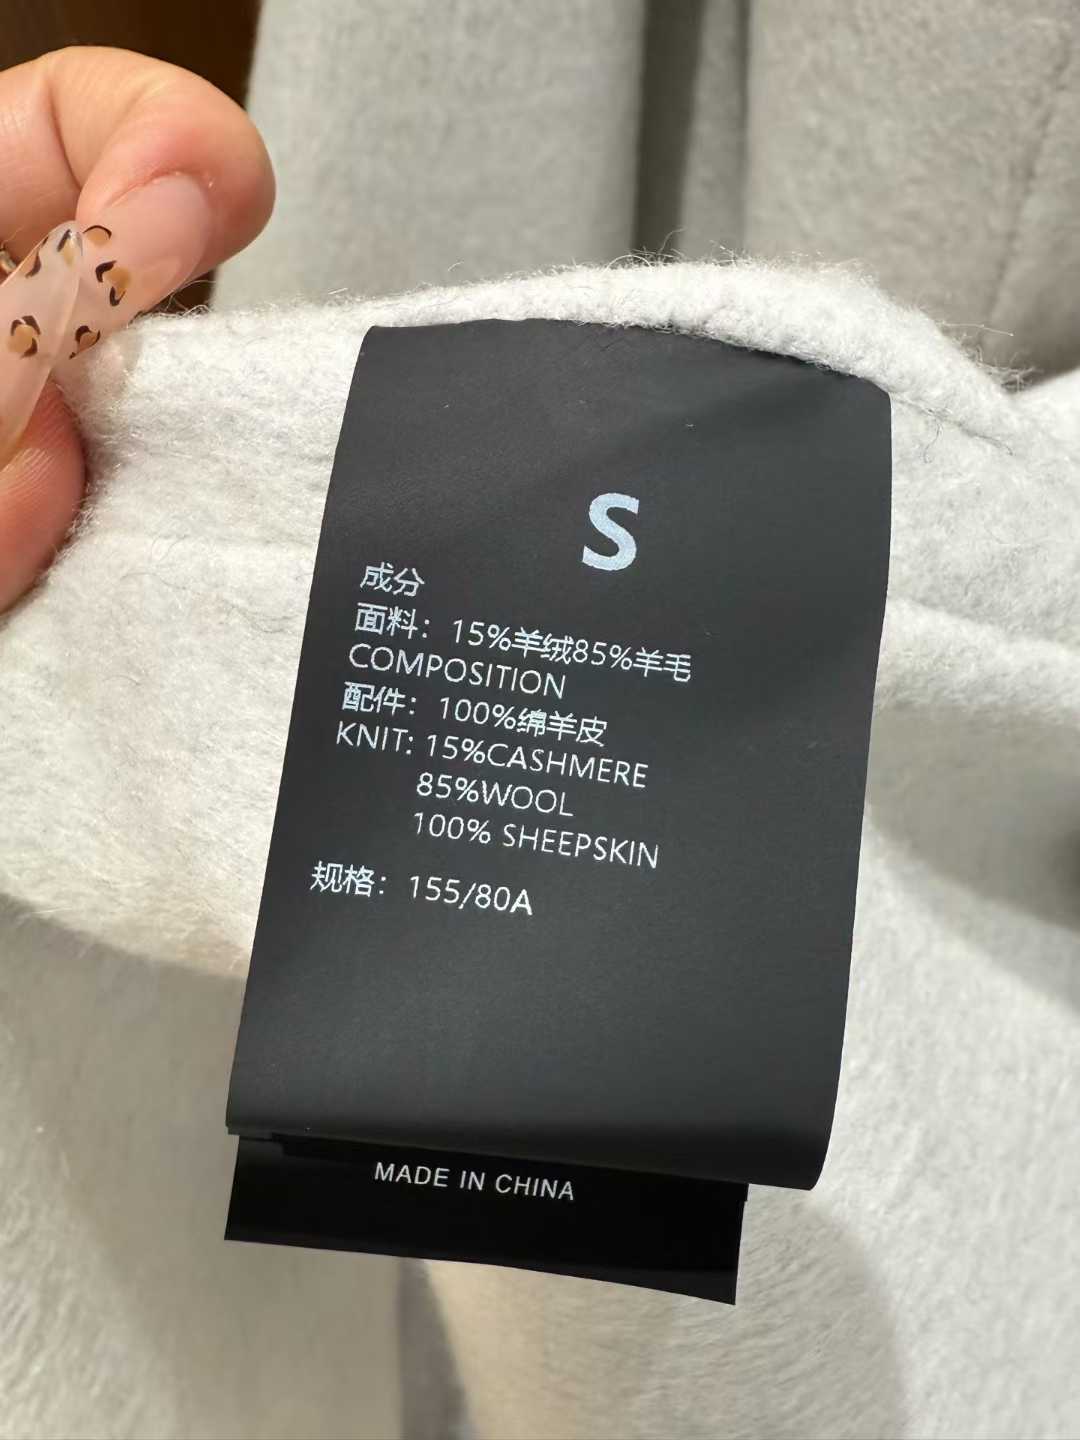 S
成分
面料：15%羊绒85%羊毛
COMPOSITION
配件：100%绵羊皮
KNIT: 15%CASHMERE
85%WOOL
100% SHEEPSKIN
规格：155/80A
MADE IN CHINA